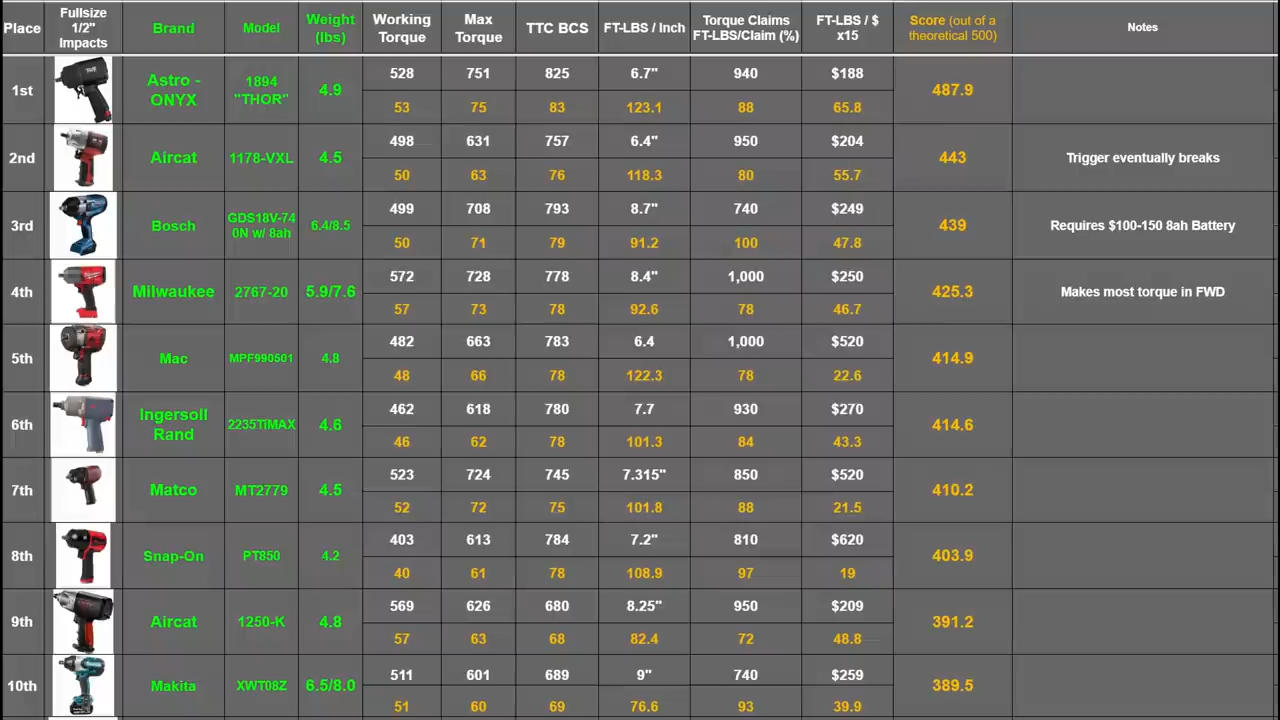 Place Fullsize 1/2" Impacts Brand Model Weight (lbs) Working Torque Max Torque TTC BCS FT-LBS / Inch Torque Claims FT-LBS/Claim (%) FT-LBS / $ x15 Score (out of a theoretical 500) Notes
1st Astro - ONYX 1894 "THOR" 4.9 528 751 825 6.7" 940 $188 487.9
53 75 83 123.1 88 65.8
2nd Aircat 1178-VXL 4.5 498 631 757 6.4" 950 $204 443 Trigger eventually breaks
50 63 76 118.3 80 55.7
3rd Bosch GDS18V-74 0N w/ 8ah 6.4/8.5 499 708 793 8.7" 740 $249 439 Requires $100-150 8ah Battery
50 71 79 91.2 100 47.8
4th Milwaukee 2767-20 5.9/7.6 572 728 778 8.4" 1,000 $250 425.3 Makes most torque in FWD
57 73 78 92.6 78 46.7
5th Mac MPF990501 4.8 482 663 783 6.4 1,000 $520 414.9
48 66 78 122.3 78 22.6
6th Ingersoll Rand 2235TiMAX 4.6 462 618 780 7.7 930 $270 414.6
46 62 78 101.3 84 43.3
7th Matco MT2779 4.5 523 724 745 7.315" 850 $520 410.2
52 72 75 101.8 88 21.5
8th Snap-On PT850 4.2 403 613 784 7.2" 810 $620 403.9
40 61 78 108.9 97 19
9th Aircat 1250-K 4.8 569 626 680 8.25" 950 $209 391.2
57 63 68 82.4 72 48.8
10th Makita XWT08Z 6.5/8.0 511 601 689 9" 740 $259 389.5
51 60 69 76.6 93 39.9